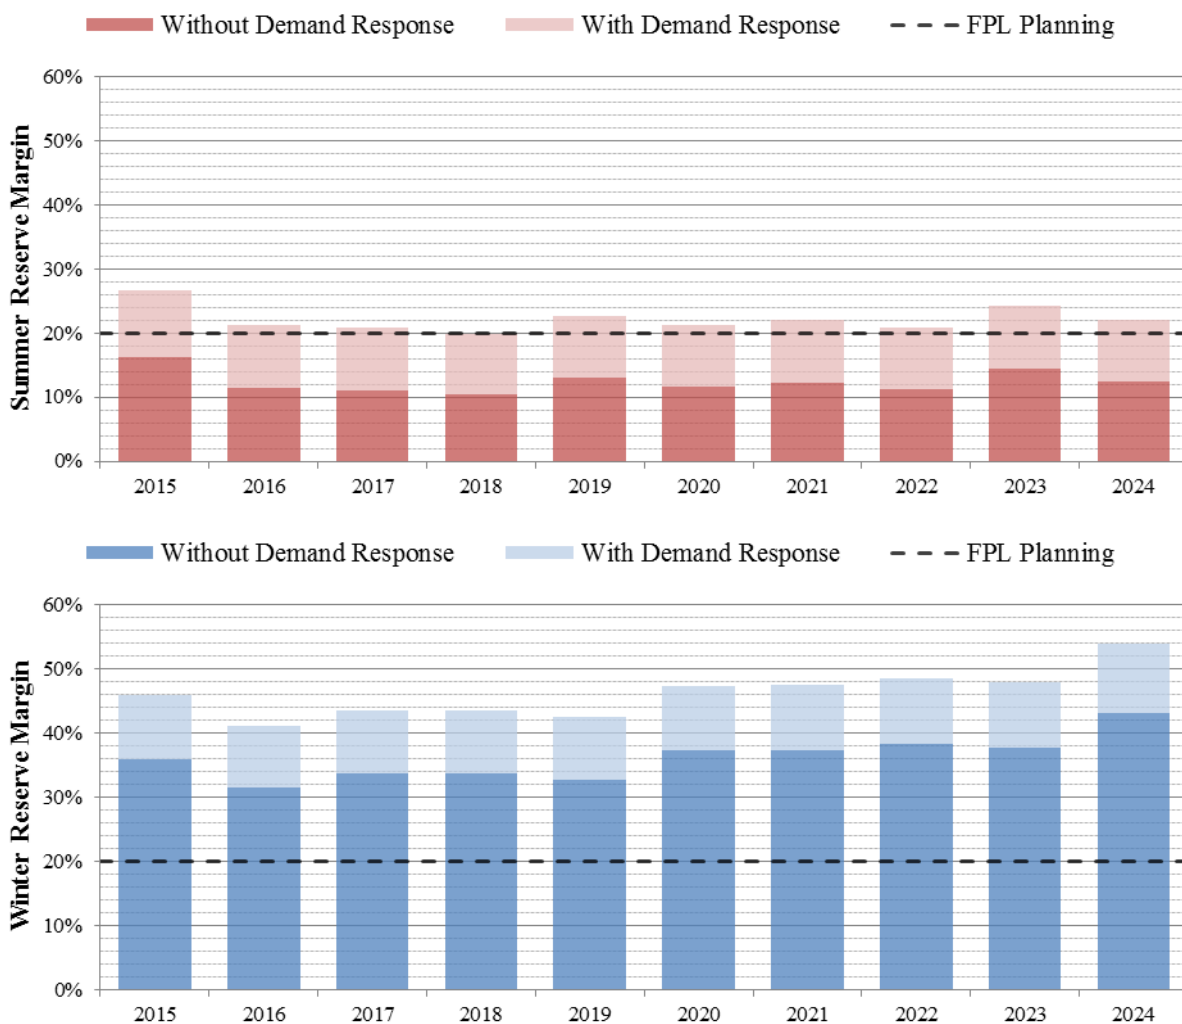 Without Demand Response With Demand Response FPL Planning
Summer Reserve Margin
60%
50%
40%
30%
20%
10%
0%
2015 2016 2017 2018 2019 2020 2021 2022 2023 2024
Without Demand Response With Demand Response FPL Planning
Winter Reserve Margin
60%
50%
40%
30%
20%
10%
0%
2015 2016 2017 2018 2019 2020 2021 2022 2023 2024